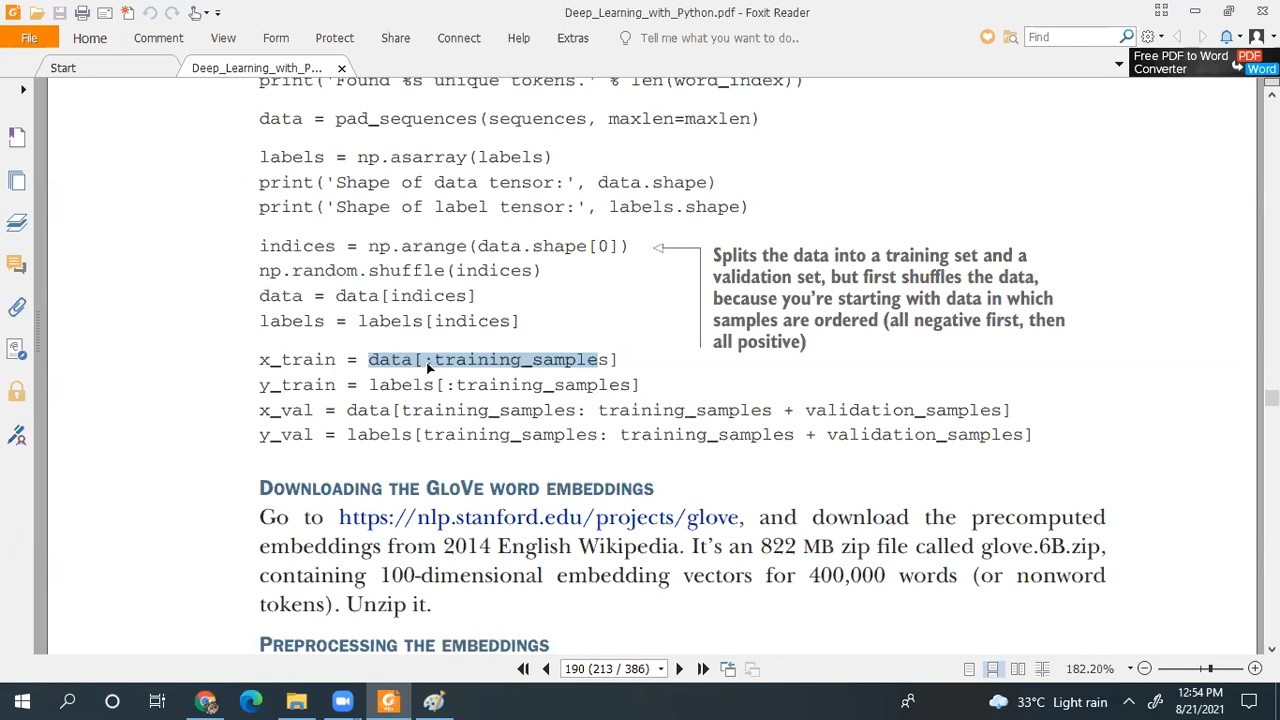 Deep_Learning_with_Python.pdf - Foxit Reader
File Home Comment View Form Protect Share Connect Help Extras Tell me what you want to do.. Find
Start Deep_Learning_with_P... Free PDF to Word Converter PDF Word
print('Found %s unique tokens.' % len(word_index))
data = pad_sequences(sequences, maxlen=maxlen)
labels = np.asarray(labels)
print('Shape of data tensor:', data.shape)
print('Shape of label tensor:', labels.shape)
indices = np.arange(data.shape[0])
np.random.shuffle(indices)
data = data[indices]
labels = labels[indices]
Splits the data into a training set and a
validation set, but first shuffles the data,
because you're starting with data in which
samples are ordered (all negative first, then
all positive)
x_train = data[:training_samples]
y_train = labels[:training_samples]
x_val = data[training_samples: training_samples + validation_samples]
y_val = labels[training_samples: training_samples + validation_samples]
DOWNLOADING THE GLOVE WORD EMBEDDINGS
Go to https://nlp.stanford.edu/projects/glove, and download the precomputed
embeddings from 2014 English Wikipedia. It's an 822 MB zip file called glove.6B.zip,
containing 100-dimensional embedding vectors for 400,000 words (or nonword
tokens). Unzip it.
PREPROCESSING THE EMBEDDINGS
190 (213 / 386) 182.20%
33°C Light rain
12:54 PM
8/21/2021